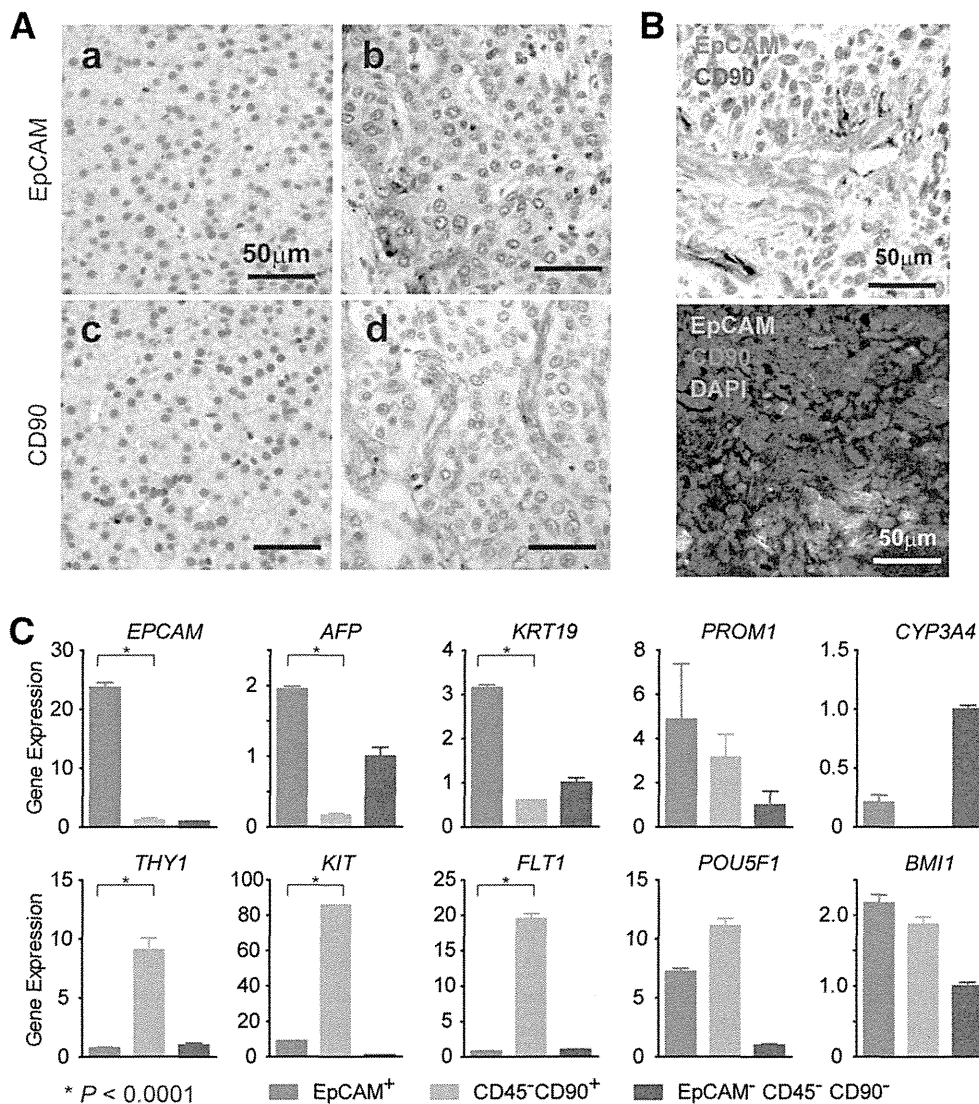 A
B
a
b
EpCAM
50μm
c
d
CD90
EpCAM
CD90
50μm
EpCAM
CD90
DAPI
50μm
C
EPCAM
AFP
KRT19
PROM1
CYP3A4
Gene Expression
30
20
10
0
*
2
1
0
*
4
3
2
1
0
*
8
6
4
2
0
1.5
1.0
0.5
0
THY1
KIT
FLT1
POU5F1
BMI1
Gene Expression
15
10
5
0
*
100
80
60
40
20
0
*
25
20
15
10
5
0
*
15
10
5
0
2.0
1.0
0
* P < 0.0001
EpCAM⁺
CD45⁻CD90⁺
EpCAM⁻ CD45⁻ CD90⁻